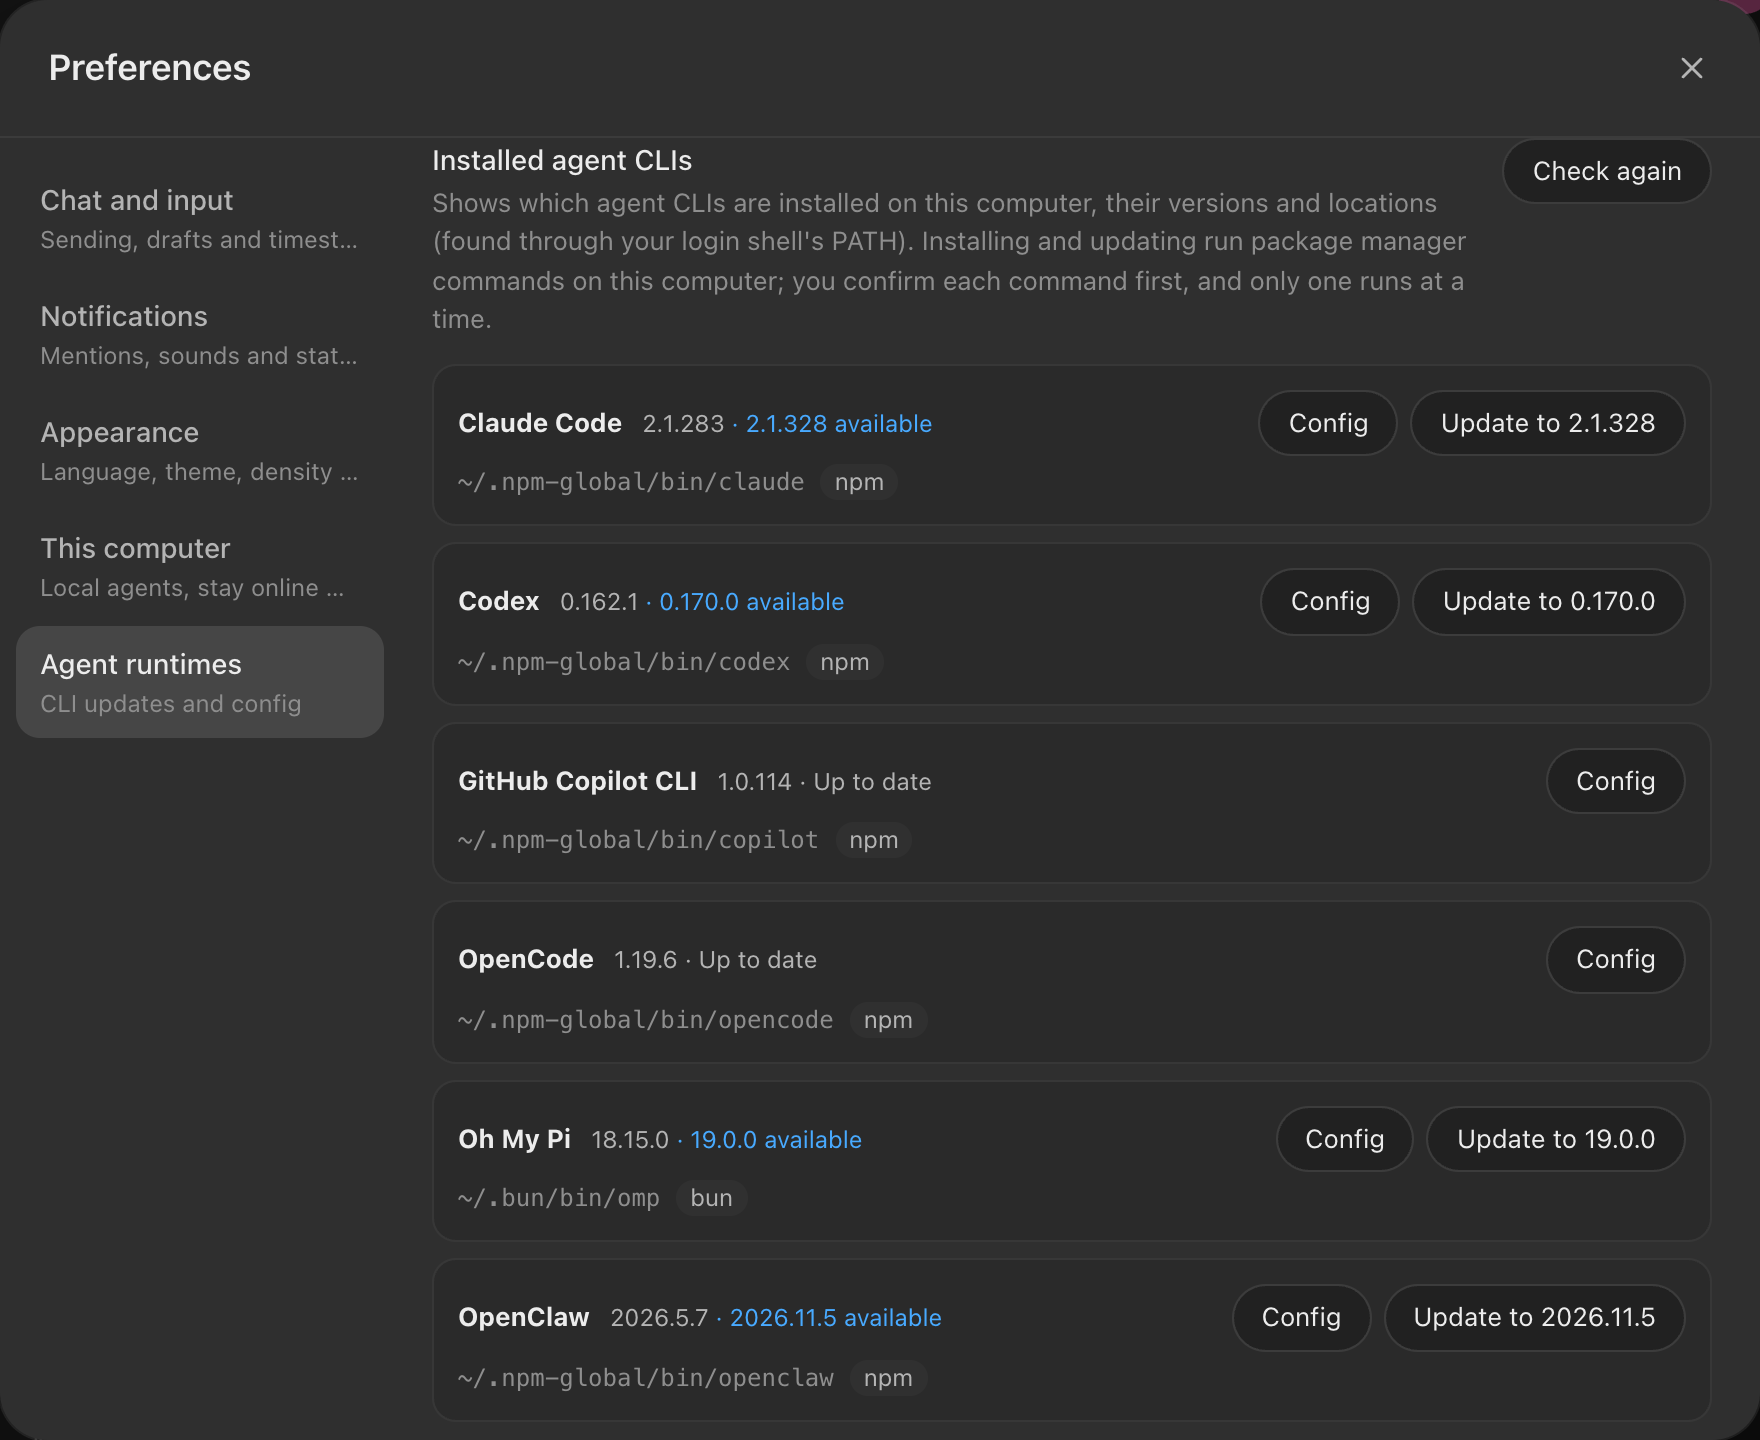 Preferences
Chat and input
Sending, drafts and timest...
Notifications
Mentions, sounds and stat...
Appearance
Language, theme, density ...
This computer
Local agents, stay online ...
Agent runtimes
CLI updates and config
Installed agent CLIs
Check again
Shows which agent CLIs are installed on this computer, their versions and locations
(found through your login shell's PATH). Installing and updating run package manager
commands on this computer; you confirm each command first, and only one runs at a
time.
Claude Code 2.1.283 · 2.1.328 available Config Update to 2.1.328
~/.npm-global/bin/claude npm
Codex 0.162.1 · 0.170.0 available Config Update to 0.170.0
~/.npm-global/bin/codex npm
GitHub Copilot CLI 1.0.114 · Up to date Config
~/.npm-global/bin/copilot npm
OpenCode 1.19.6 · Up to date Config
~/.npm-global/bin/opencode npm
Oh My Pi 18.15.0 · 19.0.0 available Config Update to 19.0.0
~/.bun/bin/omp bun
OpenClaw 2026.5.7 · 2026.11.5 available Config Update to 2026.11.5
~/.npm-global/bin/openclaw npm